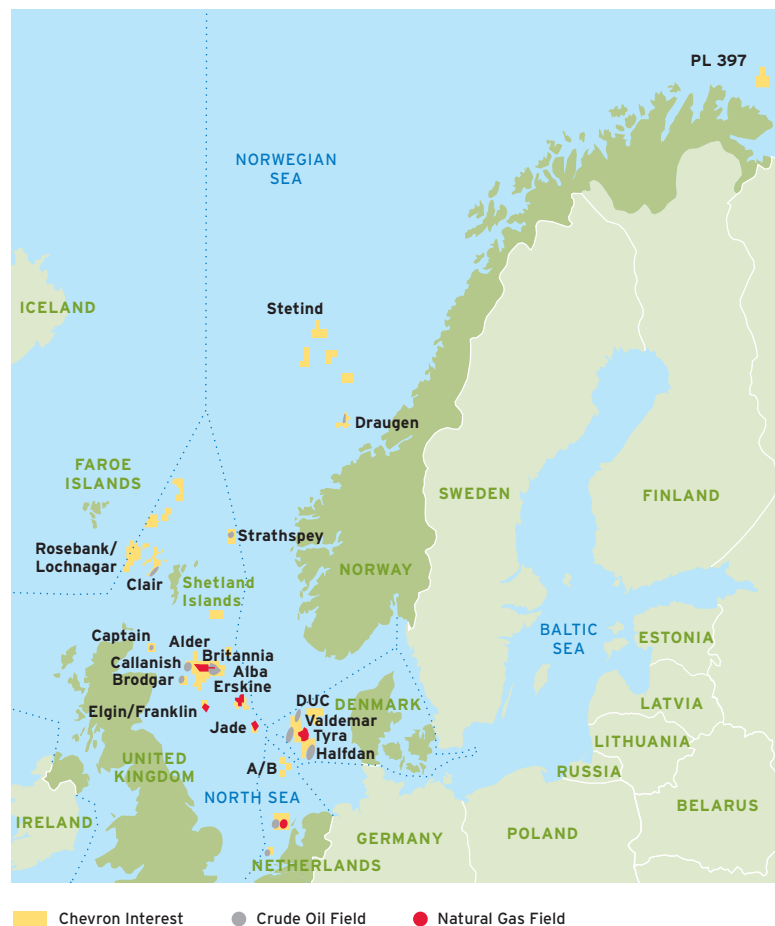 PL 397
NORWEGIAN
SEA
ICELAND
Stetind
Draugen
FAROE
ISLANDS
SWEDEN
FINLAND
Strathspey
Rosebank/
Lochnagar
Clair
Shetland
Islands
NORWAY
Captain
Alder
BALTIC
SEA
ESTONIA
Callanish
Britannia
Brodgar
Alba
Erskine
Elgin/Franklin
DUC
DENMARK
LATVIA
Valdemar
Jade
Tyra
LITHUANIA
Halfdan
UNITED
KINGDOM
A/B
RUSSIA
NORTH SEA
BELARUS
IRELAND
GERMANY
POLAND
NETHERLANDS
Chevron Interest
Crude Oil Field
Natural Gas Field